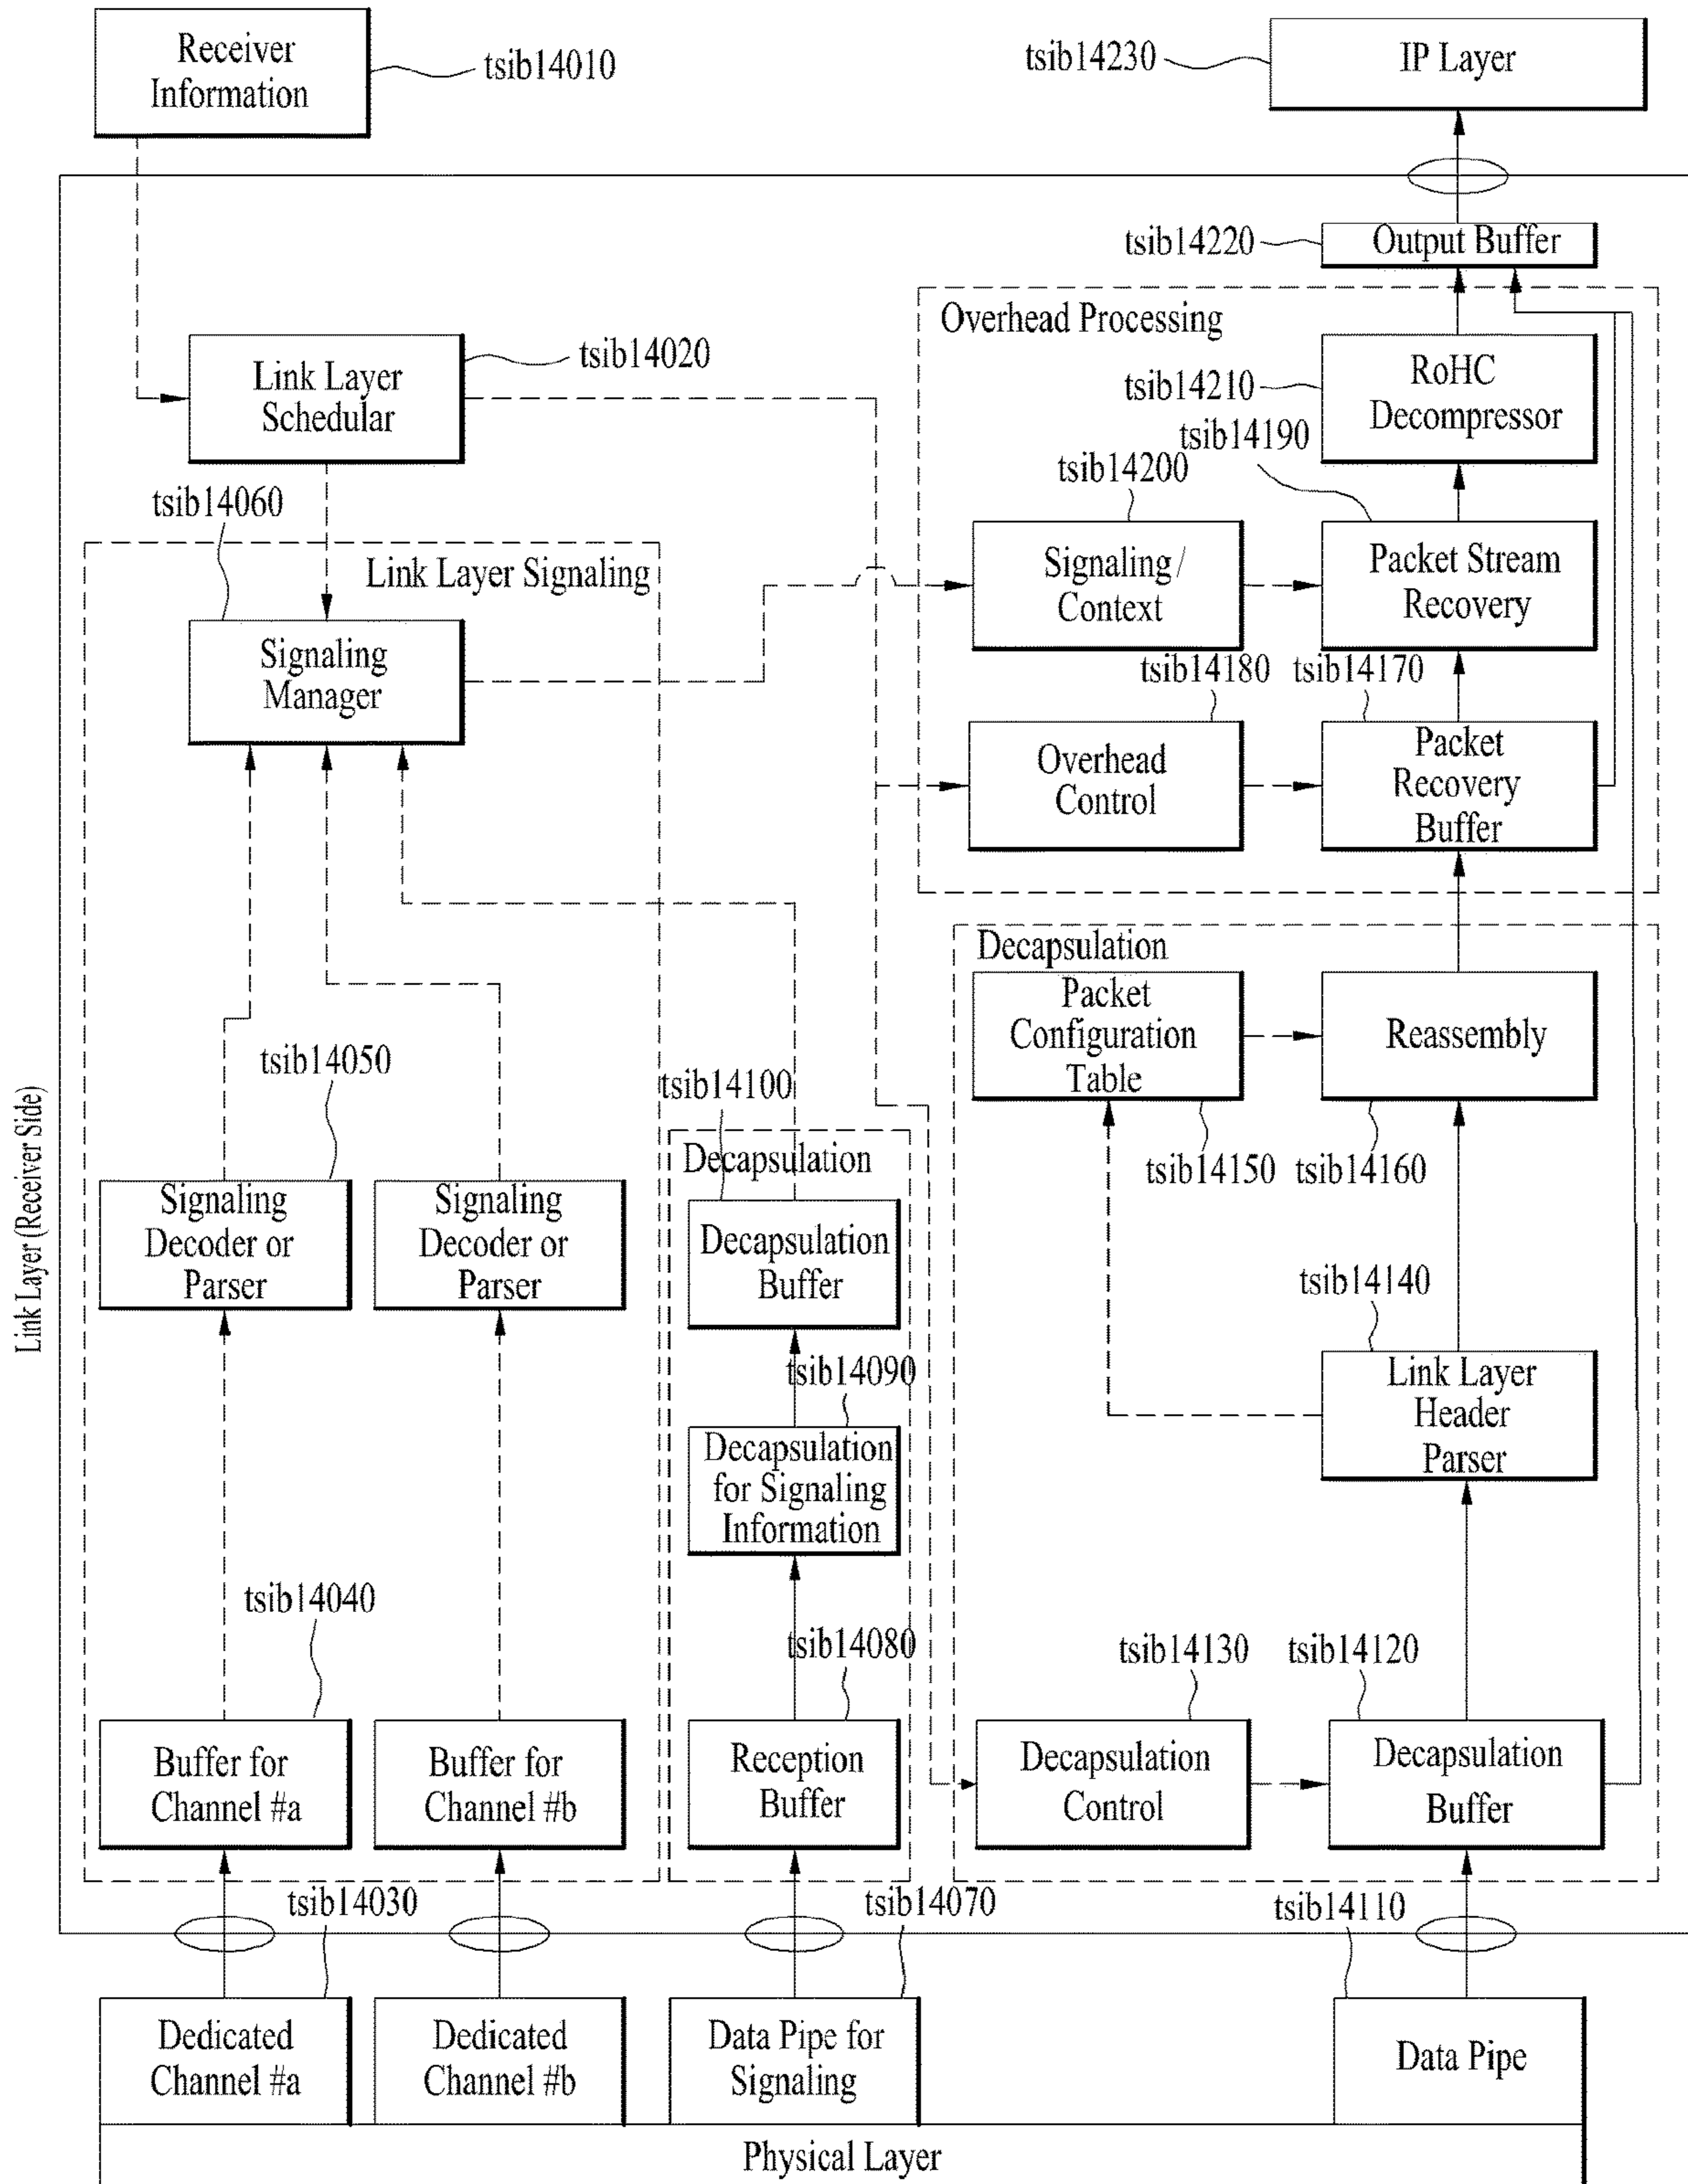 Receiver
Information
tsib14010
tsib14230
IP Layer
tsib14220
Output Buffer
Overhead Processing
Link Layer
Schedular
tsib14020
tsib14210
RoHC
Decompressor
tsib14190
tsib14200
tsib14060
Link Layer Signaling
Signaling /
Context
Packet Stream
Recovery
Signaling
Manager
tsib14180
tsib14170
Overhead
Control
Packet
Recovery
Buffer
Decapsulation
Packet
Configuration
Table
Reassembly
tsib14050
tsib14100
tsib14150
tsib14160
Decapsulation
Signaling
Decoder or
Parser
Signaling
Decoder or
Parser
Decapsulation
Buffer
tsib14140
Link Layer
Header
Parser
tsib14090
Decapsulation
for Signaling
Information
Link Layer (Receiver Side)
tsib14040
tsib14080
tsib14130
tsib14120
Buffer for
Channel #a
Buffer for
Channel #b
Reception
Buffer
Decapsulation
Control
Decapsulation
Buffer
tsib14030
tsib14070
tsib14110
Dedicated
Channel #a
Dedicated
Channel #b
Data Pipe for
Signaling
Data Pipe
Physical Layer